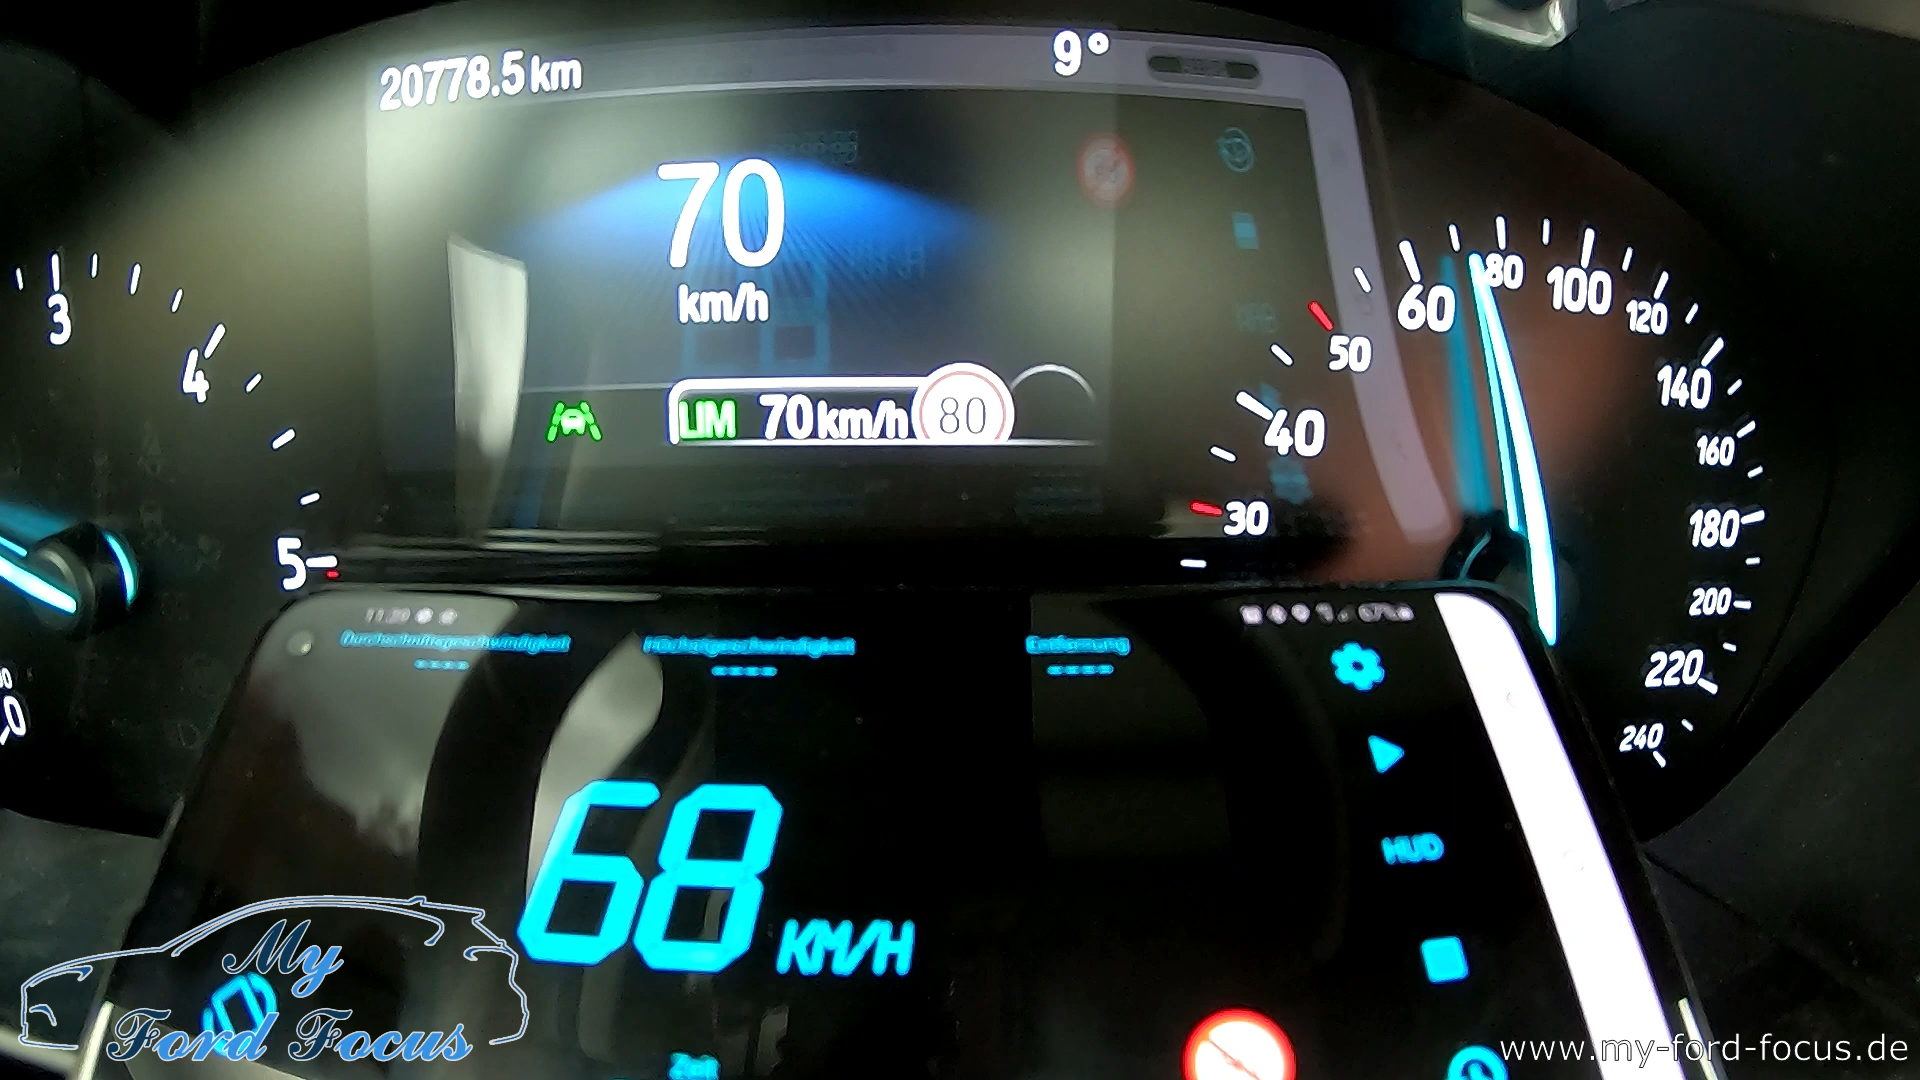 20778.5 km
9°
70
km/h
LIM 70 km/h 80
3
4
5
30
40
50
60
80
100
120
140
160
180
200
220
240
Durchschnittsgeschwindigkeit
Höchstgeschwindigkeit
Entfernung
68 KM/H
HUD
Zeit
My
Ford Focus
www.my-ford-focus.de